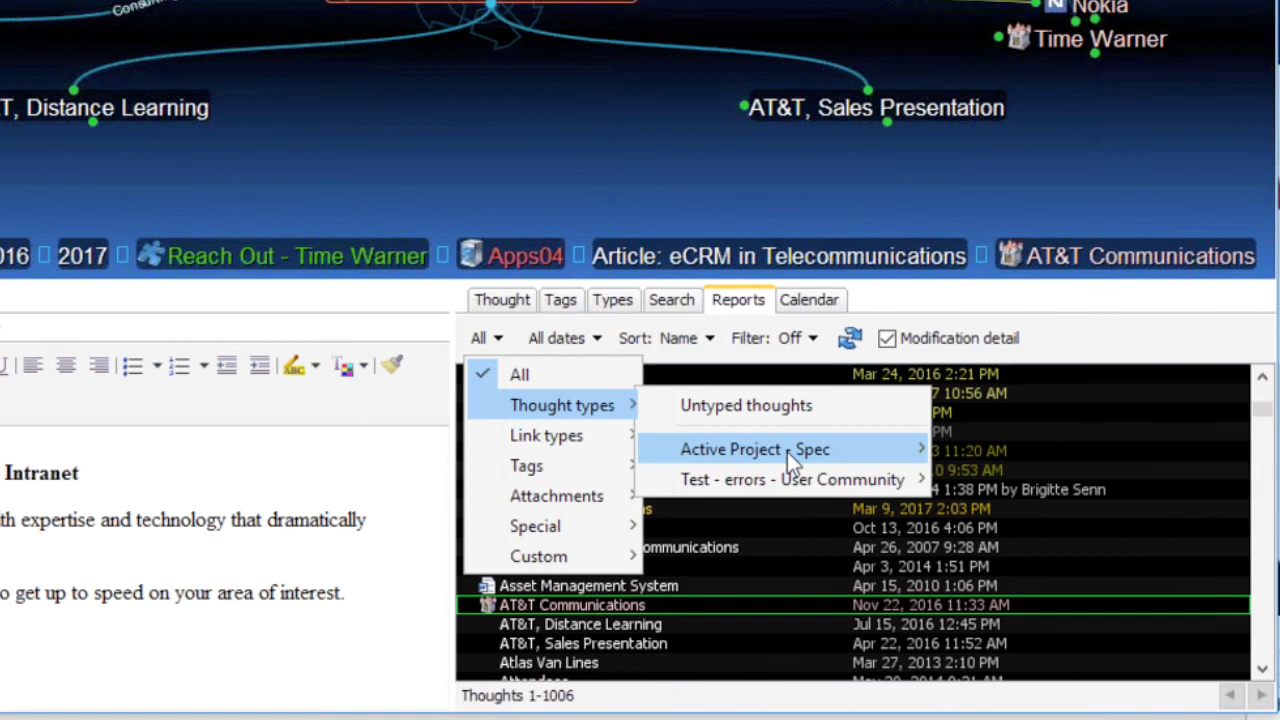 Nokia
Time Warner
T, Distance Learning
AT&T, Sales Presentation
016 2017 Reach Out - Time Warner Apps04 Article: eCRM in Telecommunications AT&T Communications
Thought Tags Types Search Reports Calendar
All All dates Sort: Name Filter: Off Modification detail
All
Thought types
Link types
Tags
Attachments
Special
Custom
Untyped thoughts
Active Project - Spec
Test - errors - User Community
Mar 24, 2016 2:21 PM
7 10:56 AM
PM
PM
3 11:20 AM
0 9:53 AM
4 1:38 PM by Brigitte Senn
s Mar 9, 2017 2:03 PM
Oct 13, 2016 4:06 PM
ommunications Apr 26, 2007 9:28 AM
Apr 3, 2014 1:51 PM
Asset Management System Apr 15, 2010 1:06 PM
AT&T Communications Nov 22, 2016 11:33 AM
AT&T, Distance Learning Jul 15, 2016 12:45 PM
AT&T, Sales Presentation Apr 22, 2016 11:52 AM
Atlas Van Lines Mar 27, 2013 2:10 PM
Thoughts 1-1006
Intranet
th expertise and technology that dramatically
o get up to speed on your area of interest.